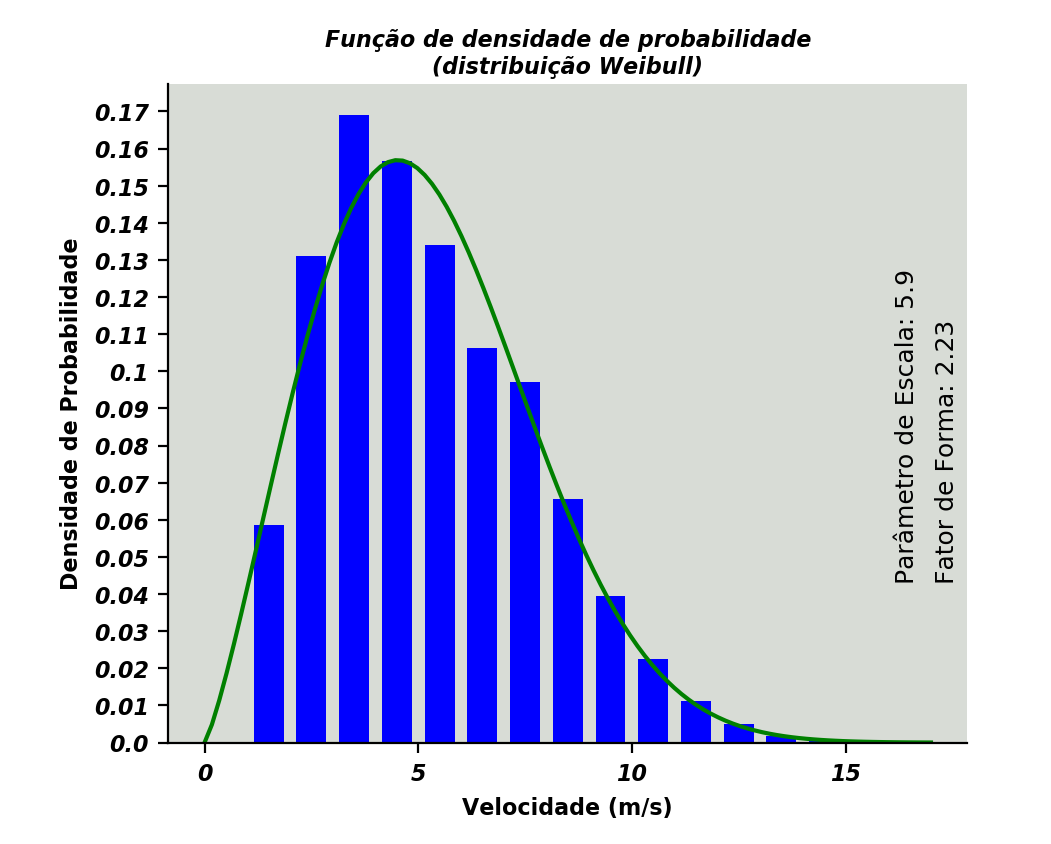 Função de densidade de probabilidade
(distribuição Weibull)
0.17
0.16
0.15
0.14
0.13
0.12
0.11
0.1
0.09
0.08
0.07
0.06
0.05
0.04
0.03
0.02
0.01
0.0
Densidade de Probabilidade
0 5 10 15
Velocidade (m/s)
Parâmetro de Escala: 5.9
Fator de Forma: 2.23